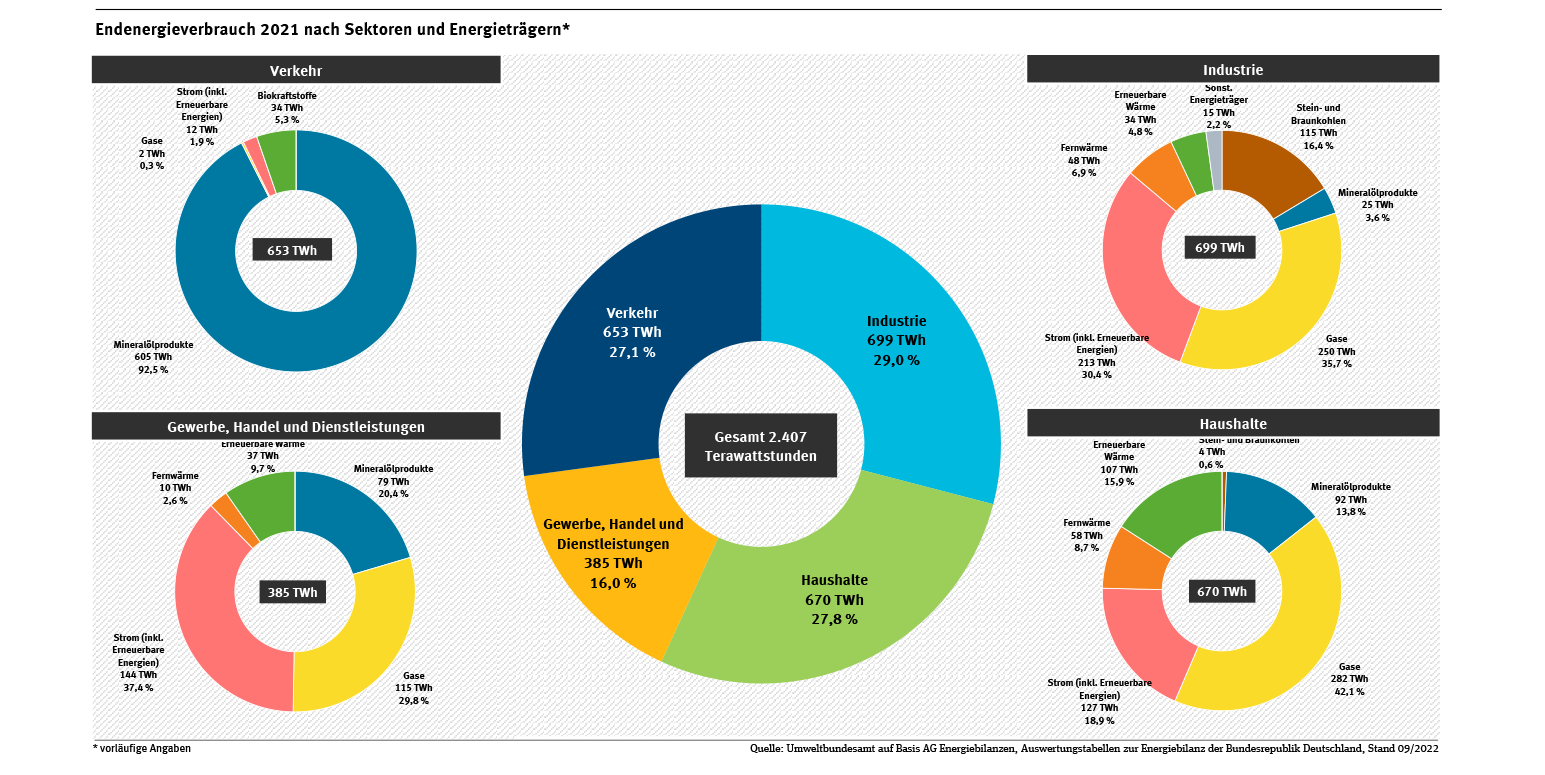 Endenergieverbrauch 2021 nach Sektoren und Energieträgern*
Verkehr
Strom (inkl.
Erneuerbare
Energien)
12 TWh
1,9 %
Biokraftstoffe
34 TWh
5,3 %
Gase
2 TWh
0,3 %
653 TWh
Mineralölprodukte
605 TWh
92,5 %
Industrie
Erneuerbare
Wärme
34 TWh
4,8 %
Sonst.
Energieträger
15 TWh
2,2 %
Stein- und
Braunkohlen
115 TWh
16,4 %
Fernwärme
48 TWh
6,9 %
Mineralölprodukte
25 TWh
3,6 %
699 TWh
Strom (inkl. Erneuerbare
Energien)
213 TWh
30,4 %
Gase
250 TWh
35,7 %
Verkehr
653 TWh
27,1 %
Industrie
699 TWh
29,0 %
Gesamt 2.407
Terawattstunden
Gewerbe, Handel und
Dienstleistungen
385 TWh
16,0 %
Haushalte
670 TWh
27,8 %
Gewerbe, Handel und Dienstleistungen
Erneuerbare Wärme
37 TWh
9,7 %
Fernwärme
10 TWh
2,6 %
Mineralölprodukte
79 TWh
20,4 %
385 TWh
Strom (inkl.
Erneuerbare
Energien)
144 TWh
37,4 %
Gase
115 TWh
29,8 %
Haushalte
Erneuerbare
Wärme
107 TWh
15,9 %
Stein- und Braunkohlen
4 TWh
0,6 %
Mineralölprodukte
92 TWh
13,8 %
Fernwärme
58 TWh
8,7 %
670 TWh
Strom (inkl. Erneuerbare
Energien)
127 TWh
18,9 %
Gase
282 TWh
42,1 %
* vorläufige Angaben
Quelle: Umweltbundesamt auf Basis AG Energiebilanzen, Auswertungstabellen zur Energiebilanz der Bundesrepublik Deutschland, Stand 09/2022